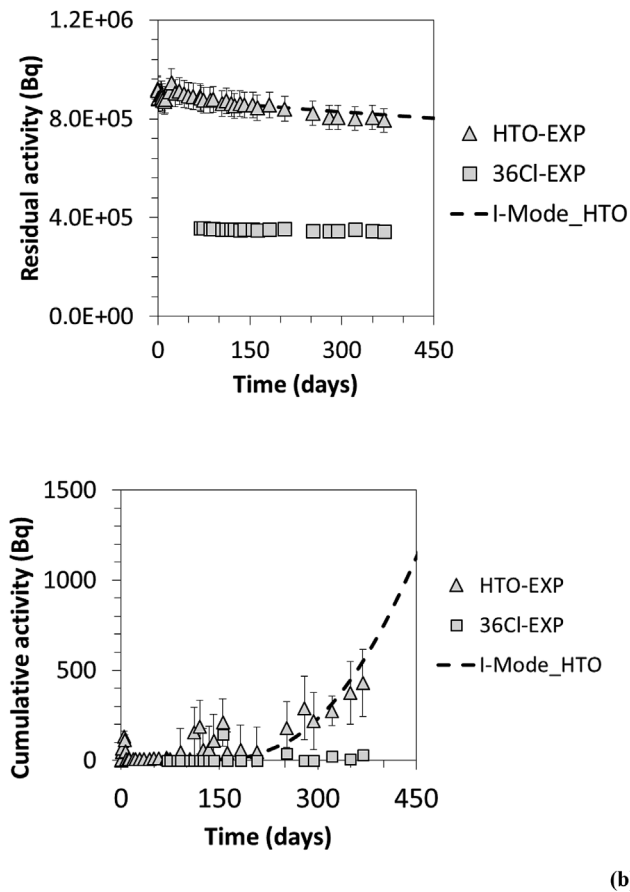 1.2E+06
8.0E+05
4.0E+05
0.0E+00
Residual activity (Bq)
0 150 300 450
Time (days)
HTO-EXP
36Cl-EXP
I-Mode_HTO
1500
1000
500
0
Cumulative activity (Bq)
0 150 300 450
Time (days)
HTO-EXP
36Cl-EXP
I-Mode_HTO
(b